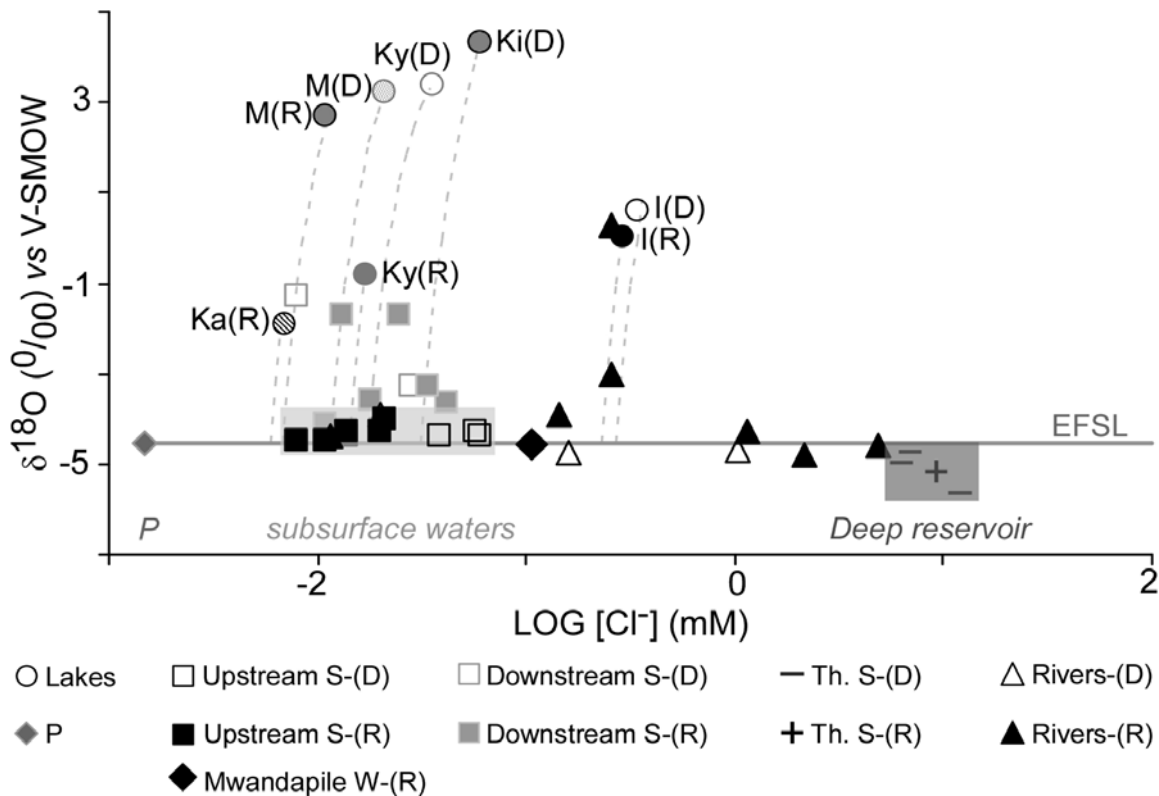 Ky(D)
Ki(D)
M(D)
M(R)
3
I(D)
I(R)
-1
Ky(R)
Ka(R)
δ18O (0/00) vs V-SMOW
EFSL
-5
P
subsurface waters
Deep reservoir
-2
0
2
LOG [Cl⁻] (mM)
Lakes
Upstream S-(D)
Downstream S-(D)
Th. S-(D)
Rivers-(D)
P
Upstream S-(R)
Downstream S-(R)
Th. S-(R)
Rivers-(R)
Mwandapile W-(R)